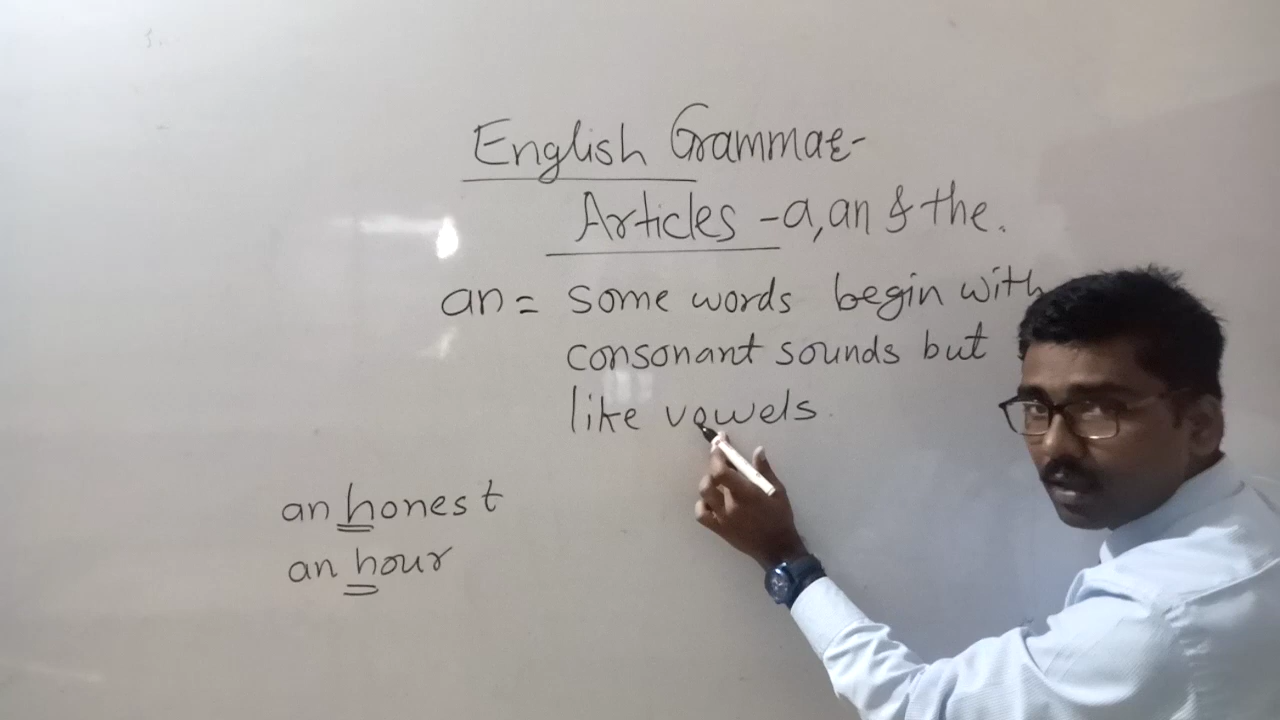 English Grammar-
Articles - a, an & the.
an = some words begin with
consonant sounds but
like vowels.
an honest
an hour